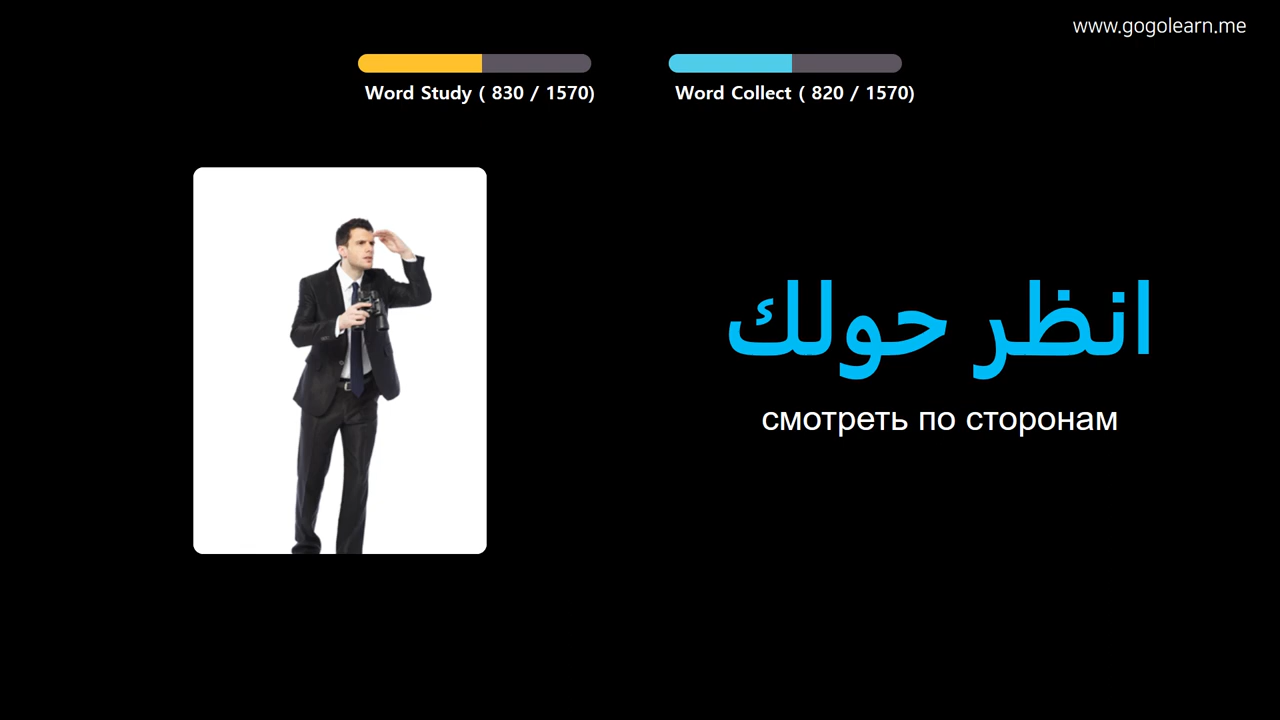 www.gogolearn.me
Word Study ( 830 / 1570)
Word Collect ( 820 / 1570)
انظر حولك
смотреть по сторонам